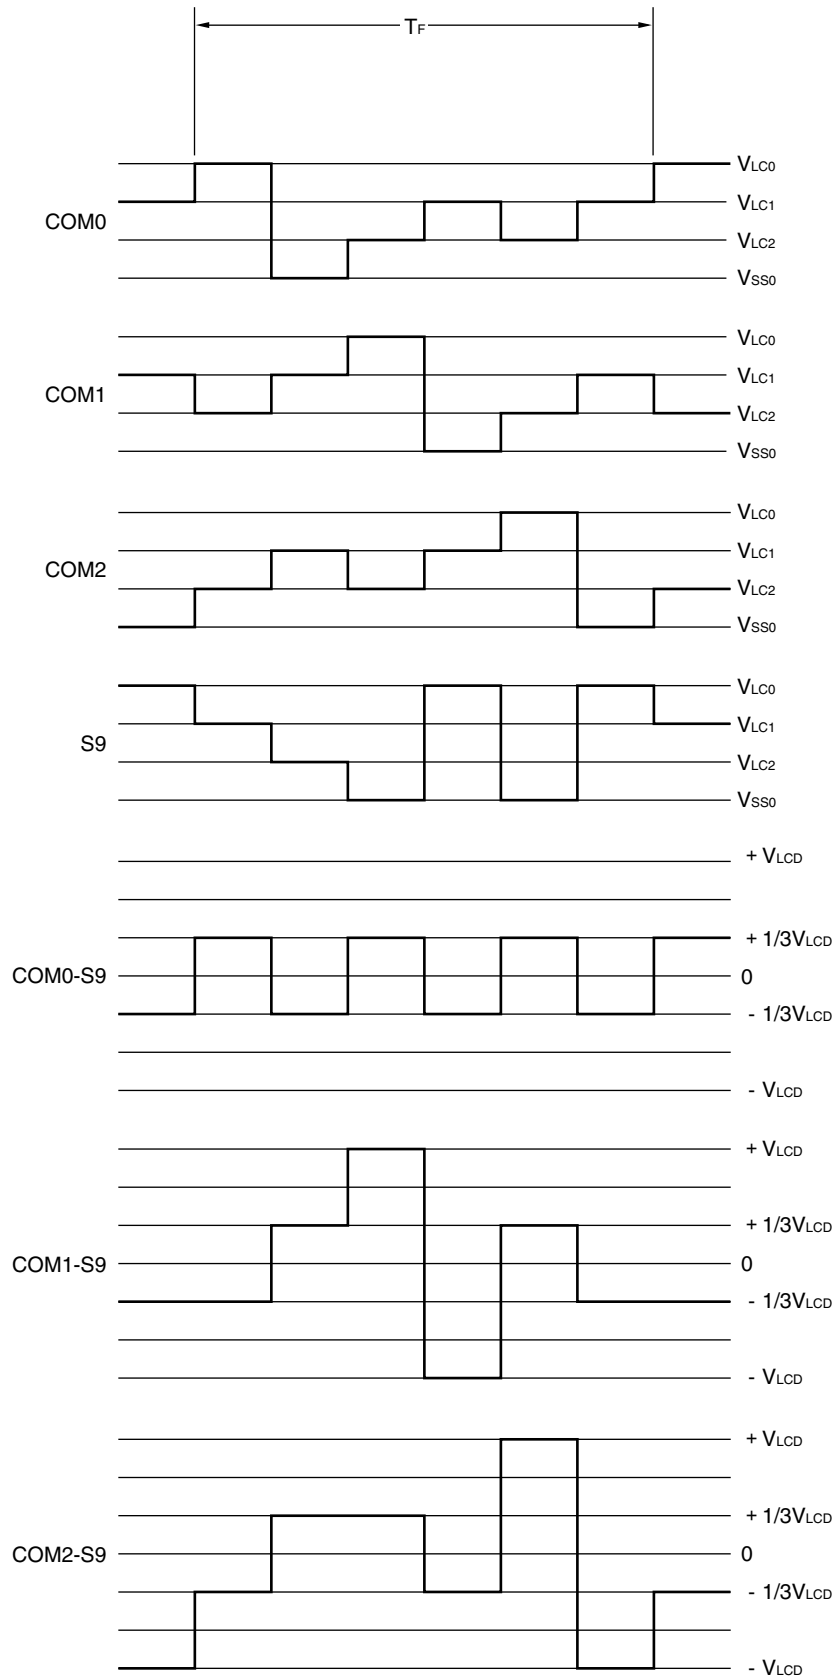 TF
VLC0
VLC1
COM0
VLC2
VSS0
VLC0
VLC1
COM1
VLC2
VSS0
VLC0
VLC1
COM2
VLC2
VSS0
VLC0
VLC1
S9
VLC2
VSS0
+ VLCD
+ 1/3VLCD
COM0-S9
0
- 1/3VLCD
- VLCD
+ VLCD
+ 1/3VLCD
COM1-S9
0
- 1/3VLCD
- VLCD
+ VLCD
+ 1/3VLCD
COM2-S9
0
- 1/3VLCD
- VLCD